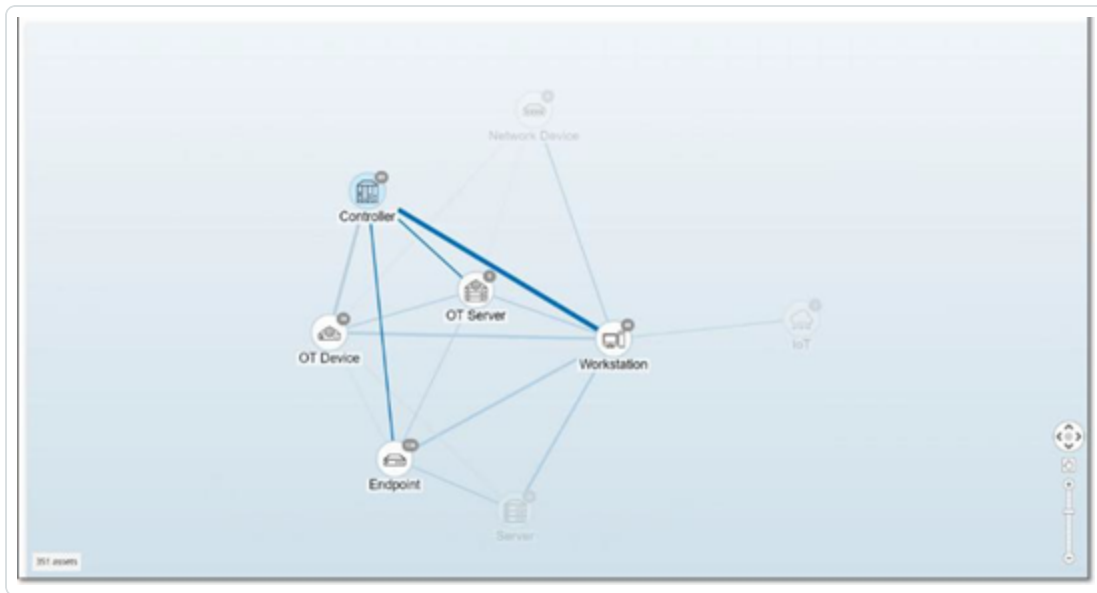 Network Device
Controller
OT Server
IoT
OT Device
Workstation
Endpoint
Server
351 assets